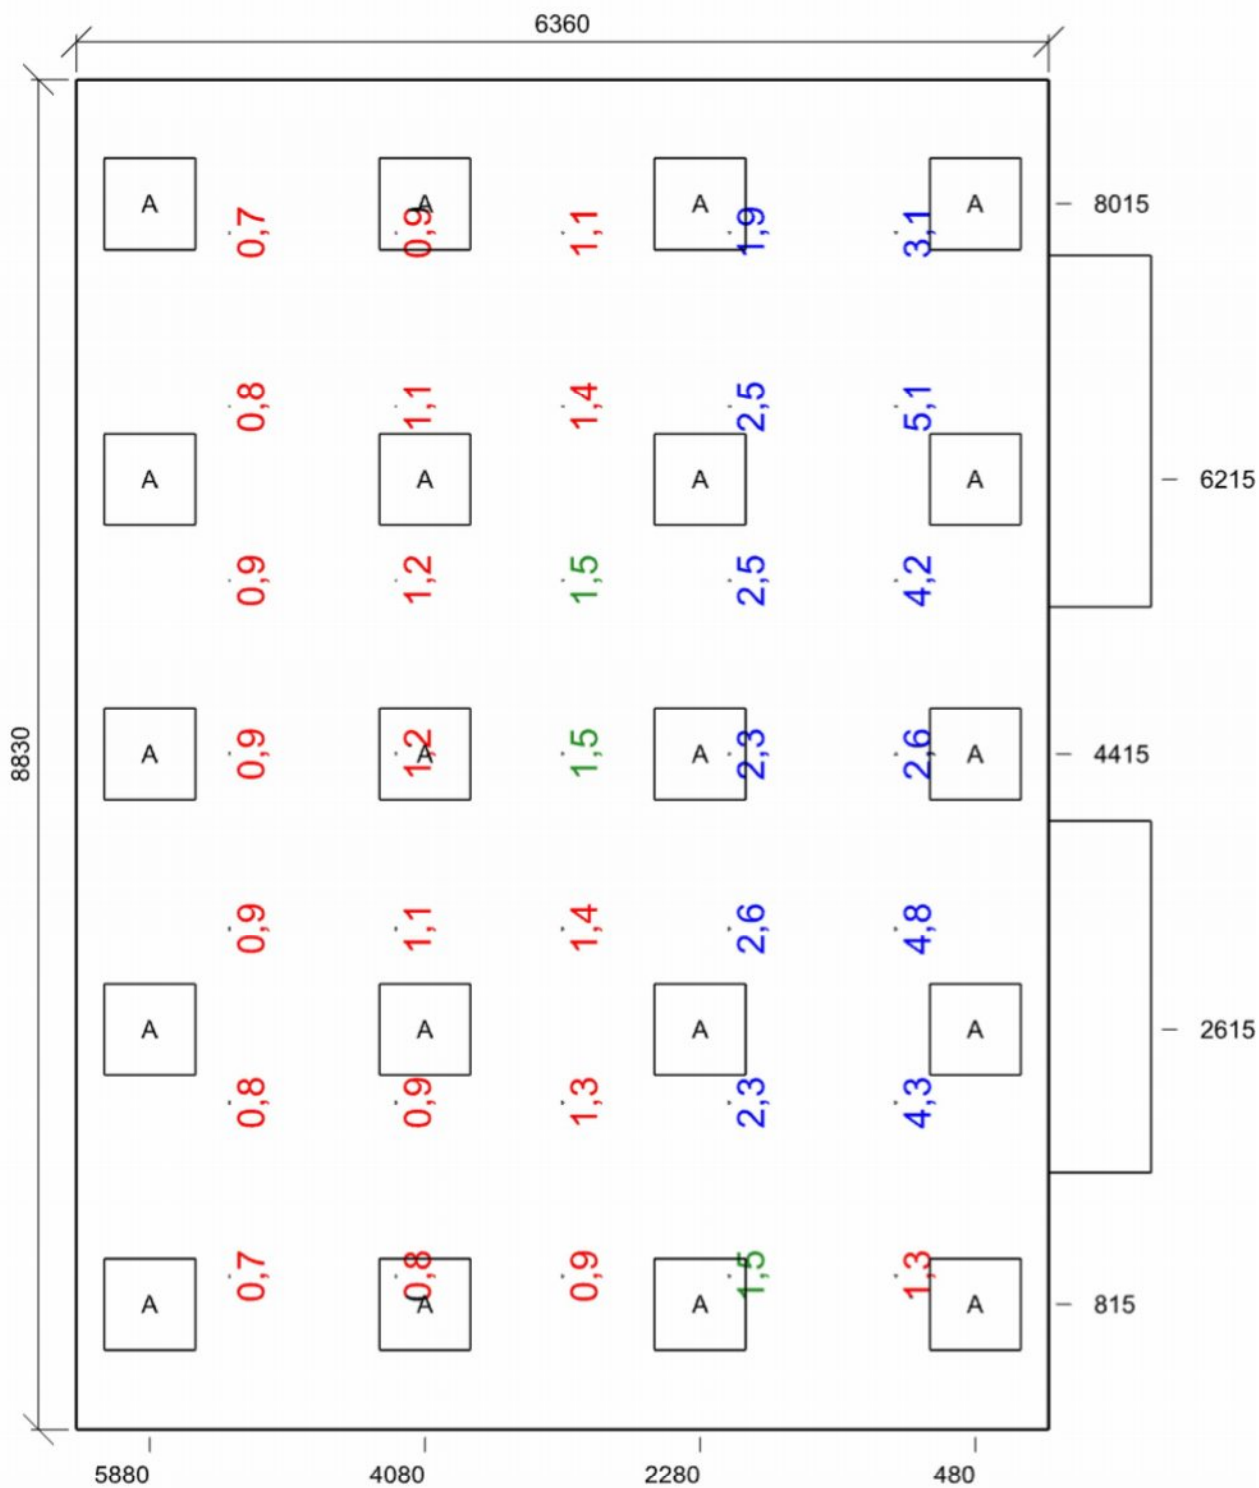 6360
A A A A 8015
0,7 0,9 1,1 1,9 3,1
0,8 1,1 1,4 2,5 5,1
A A A A 6215
0,9 1,2 1,5 2,5 4,2
8830
A A A A 4415
0,9 1,2 1,5 2,3 2,6
0,9 1,1 1,4 2,6 4,8
A A A A 2615
0,8 0,9 1,3 2,3 4,3
0,7 0,8 0,9 1,5 1,3
A A A A 815
5880 4080 2280 480